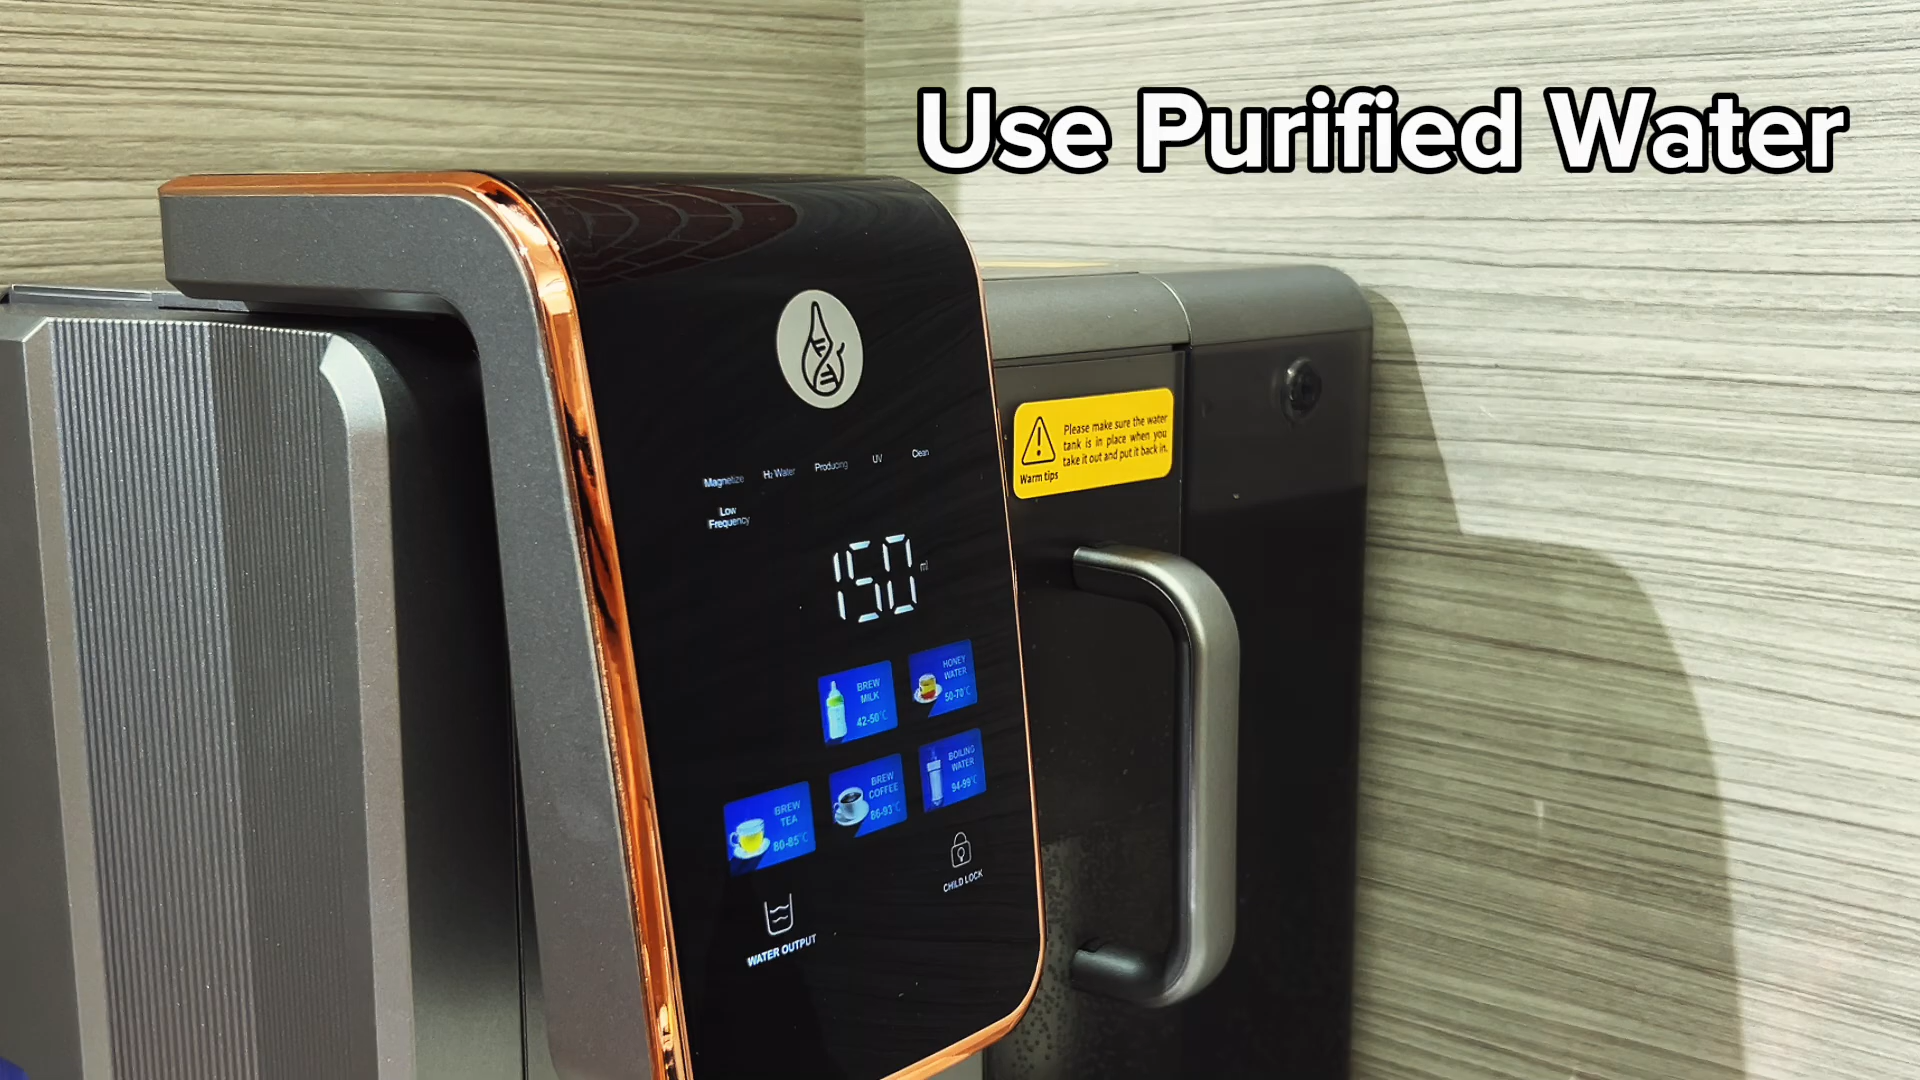 Use Purified Water
Please make sure the water
tank is in place when you
take it out and put it back in.
Warm tips
Magnetize
H₂ Water
Producing
UV
Clean
Low
Frequency
150 ml
BREW
MILK
42-50°C
HONEY
WATER
50-70°C
BREW
TEA
80-85°C
BREW
COFFEE
86-93°C
BOILING
WATER
94-99°C
WATER OUTPUT
CHILD LOCK